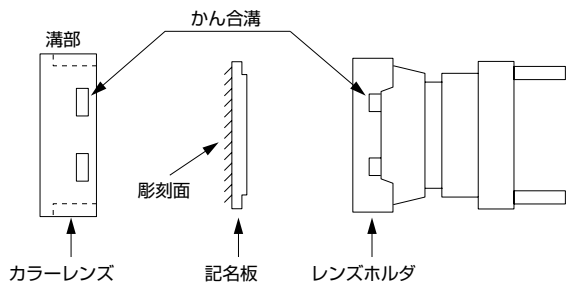 かん合溝
溝部
彫刻面
カラーレンズ
記名板
レンズホルダ